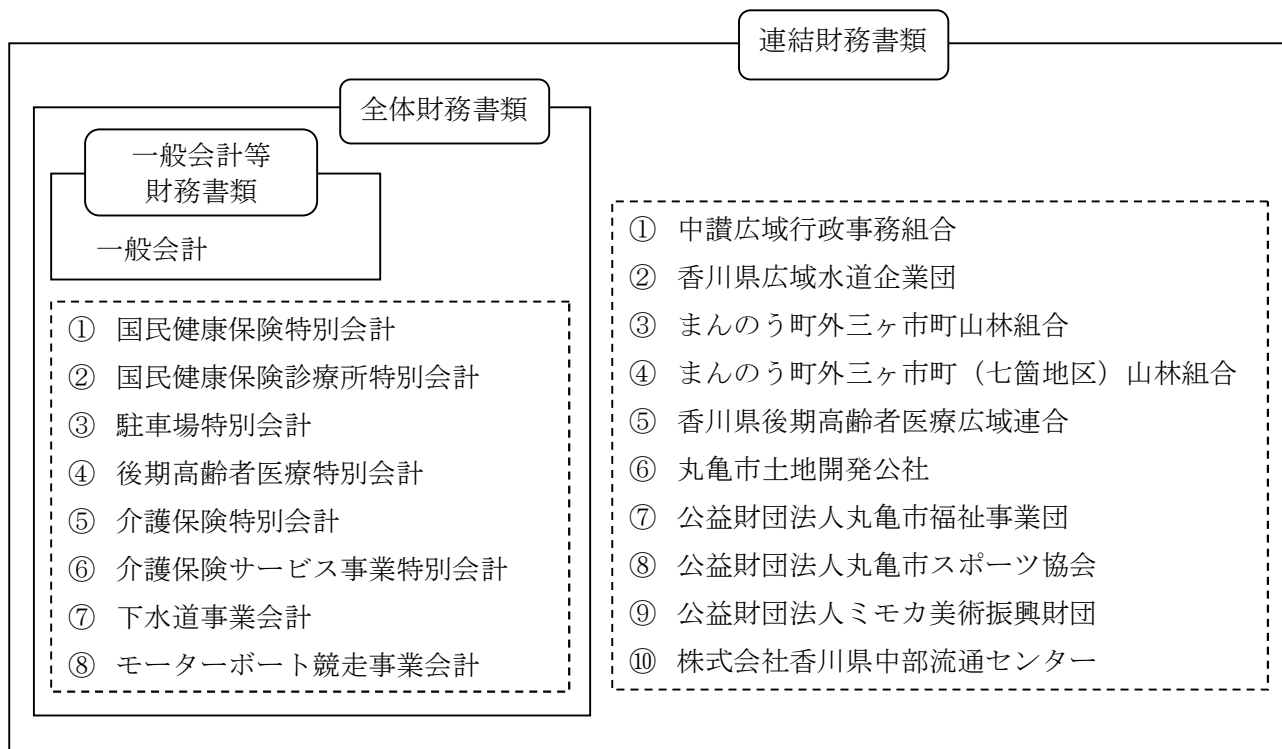 連結財務書類
全体財務書類
一般会計等
財務書類
一般会計
① 国民健康保険特別会計
② 国民健康保険診療所特別会計
③ 駐車場特別会計
④ 後期高齢者医療特別会計
⑤ 介護保険特別会計
⑥ 介護保険サービス事業特別会計
⑦ 下水道事業会計
⑧ モーターボート競走事業会計
① 中讃広域行政事務組合
② 香川県広域水道企業団
③ まんのう町外三ヶ市町山林組合
④ まんのう町外三ヶ市町（七箇地区）山林組合
⑤ 香川県後期高齢者医療広域連合
⑥ 丸亀市土地開発公社
⑦ 公益財団法人丸亀市福祉事業団
⑧ 公益財団法人丸亀市スポーツ協会
⑨ 公益財団法人ミモカ美術振興財団
⑩ 株式会社香川県中部流通センター